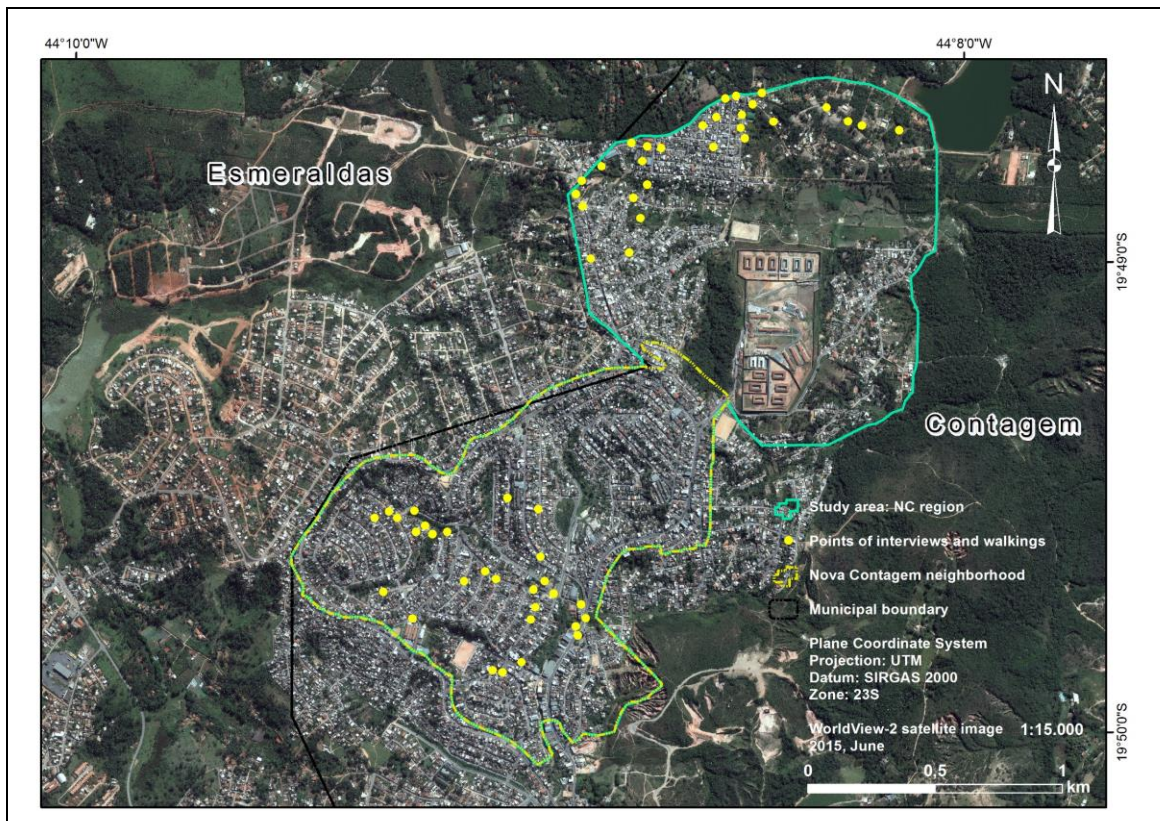 44°10'0"W
44°8'0"W
N
Esmeraldas
19°49'0"S
Contagem
Study area: NC region
Points of interviews and walkings
Nova Contagem neighborhood
Municipal boundary
Plane Coordinate System
Projection: UTM
Datum: SIRGAS 2000
Zone: 23S
19°50'0"S
WorldView-2 satellite image 1:15.000
2015, June
0 0,5 1
km